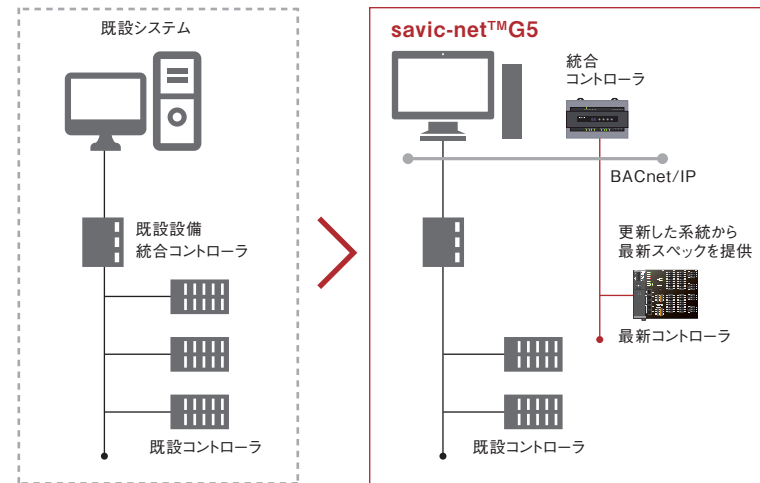 既設システム
既設設備
統合コントローラ
既設コントローラ
savic-net™G5
統合
コントローラ
BACnet/IP
更新した系統から
最新スペックを提供
最新コントローラ
既設コントローラ